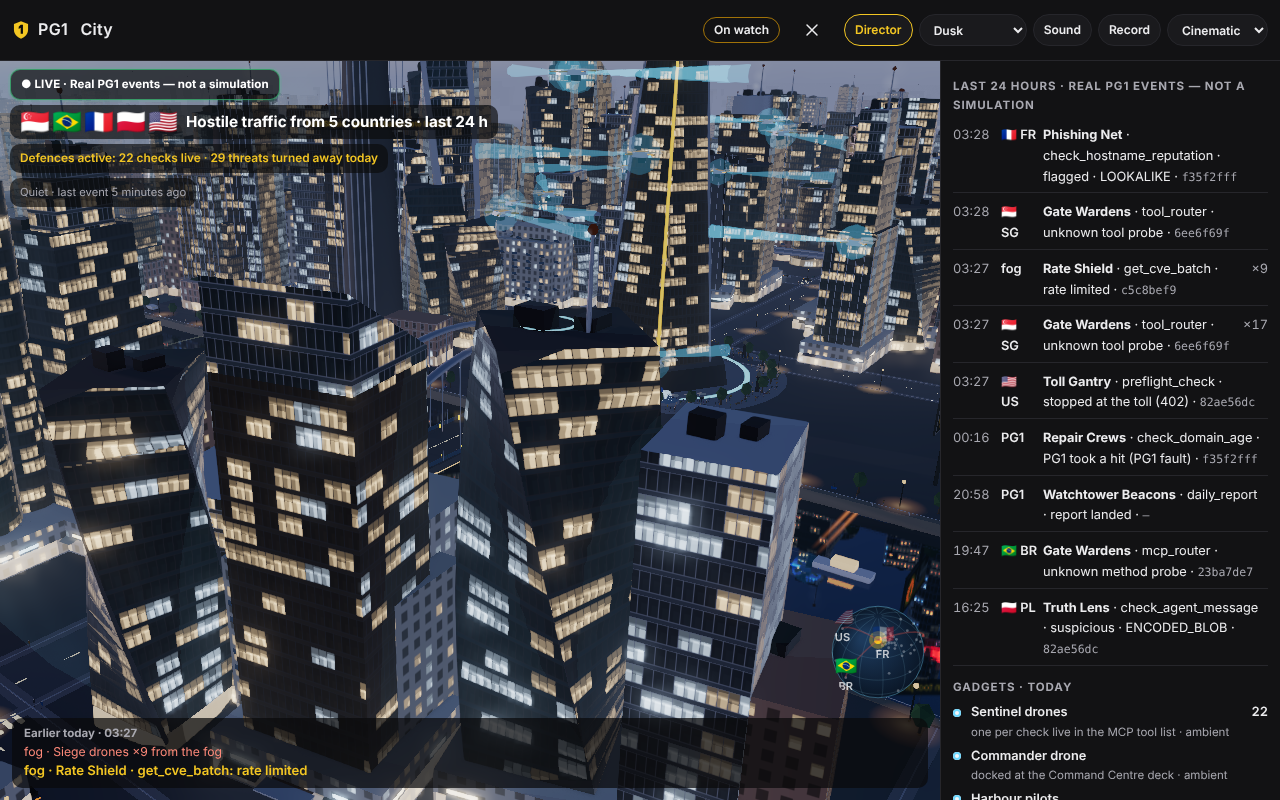 PG1 City
On watch
Director
Dusk
Sound
Record
Cinematic
LIVE · Real PG1 events — not a simulation
Hostile traffic from 5 countries · last 24 h
Defences active: 22 checks live · 29 threats turned away today
Quiet · last event 5 minutes ago
US
FR
BR
Earlier today · 03:27
fog · Siege drones ×9 from the fog
fog · Rate Shield · get_cve_batch: rate limited
LAST 24 HOURS · REAL PG1 EVENTS — NOT A
SIMULATION
03:28 FR Phishing Net ·
check_hostname_reputation ·
flagged · LOOKALIKE · f35f2fff
03:28 SG Gate Wardens · tool_router ·
unknown tool probe · 6ee6f69f
03:27 fog Rate Shield · get_cve_batch · ×9
rate limited · c5c8bef9
03:27 SG Gate Wardens · tool_router · ×17
unknown tool probe · 6ee6f69f
03:27 US Toll Gantry · preflight_check ·
stopped at the toll (402) · 82ae56dc
00:16 PG1 Repair Crews · check_domain_age ·
PG1 took a hit (PG1 fault) · f35f2fff
20:58 PG1 Watchtower Beacons · daily_report
· report landed · —
19:47 BR Gate Wardens · mcp_router ·
unknown method probe · 23ba7de7
16:25 PL Truth Lens · check_agent_message
· suspicious · ENCODED_BLOB ·
82ae56dc
GADGETS · TODAY
Sentinel drones 22
one per check live in the MCP tool list · ambient
Commander drone
docked at the Command Centre deck · ambient
Harbour pilots